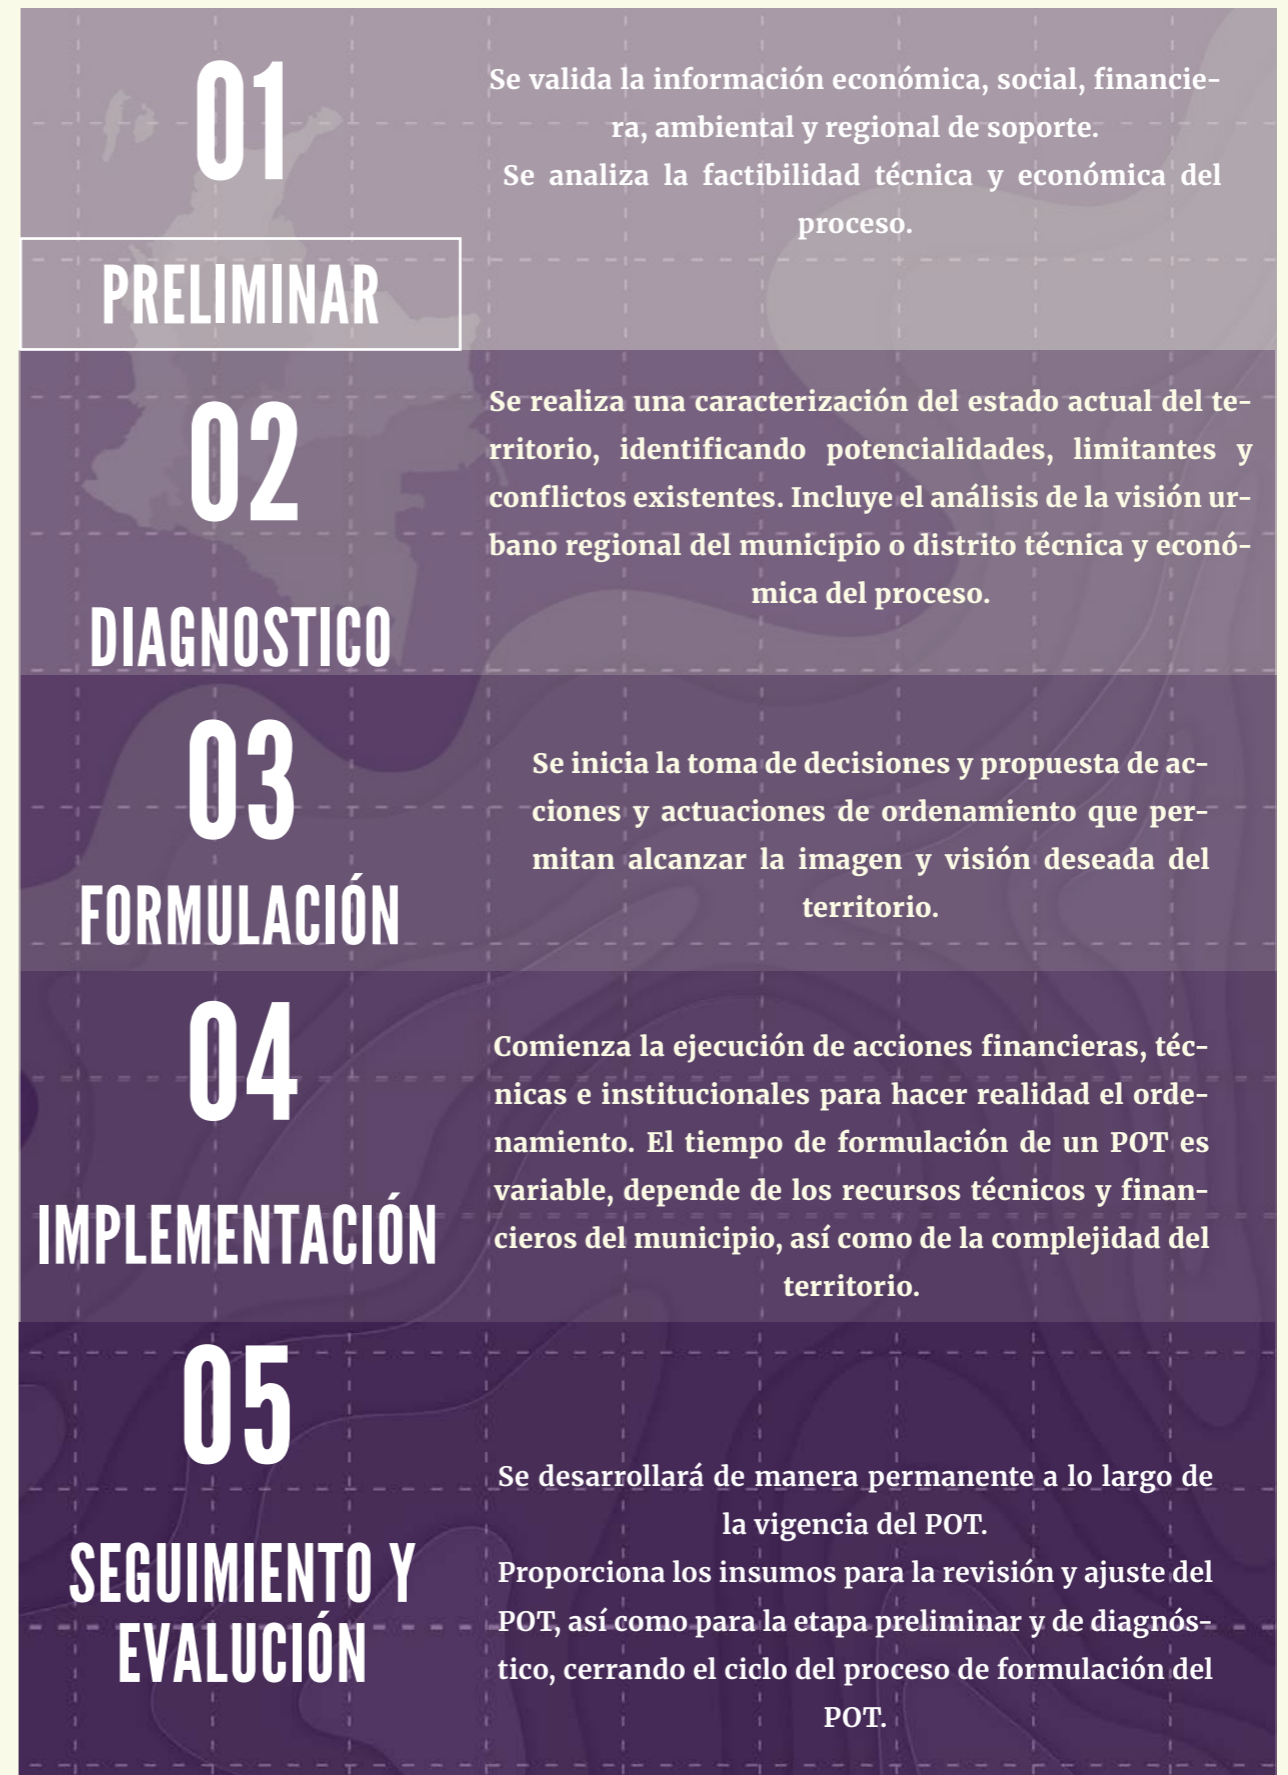 01
Se valida la información económica, social, financie-
ra, ambiental y regional de soporte.
Se analiza la factibilidad técnica y económica del
proceso.
PRELIMINAR
02
Se realiza una caracterización del estado actual del te-
rritorio, identificando potencialidades, limitantes y
conflictos existentes. Incluye el análisis de la visión ur-
bano regional del municipio o distrito técnica y econó-
mica del proceso.
DIAGNOSTICO
03
Se inicia la toma de decisiones y propuesta de ac-
ciones y actuaciones de ordenamiento que per-
mitan alcanzar la imagen y visión deseada del
territorio.
FORMULACIÓN
04
Comienza la ejecución de acciones financieras, téc-
nicas e institucionales para hacer realidad el orde-
namiento. El tiempo de formulación de un POT es
variable, depende de los recursos técnicos y finan-
cieros del municipio, así como de la complejidad del
territorio.
IMPLEMENTACIÓN
05
Se desarrollará de manera permanente a lo largo de
la vigencia del POT.
Proporciona los insumos para la revisión y ajuste del
POT, así como para la etapa preliminar y de diagnós-
tico, cerrando el ciclo del proceso de formulación del
POT.
SEGUIMIENTO Y
EVALUCIÓN